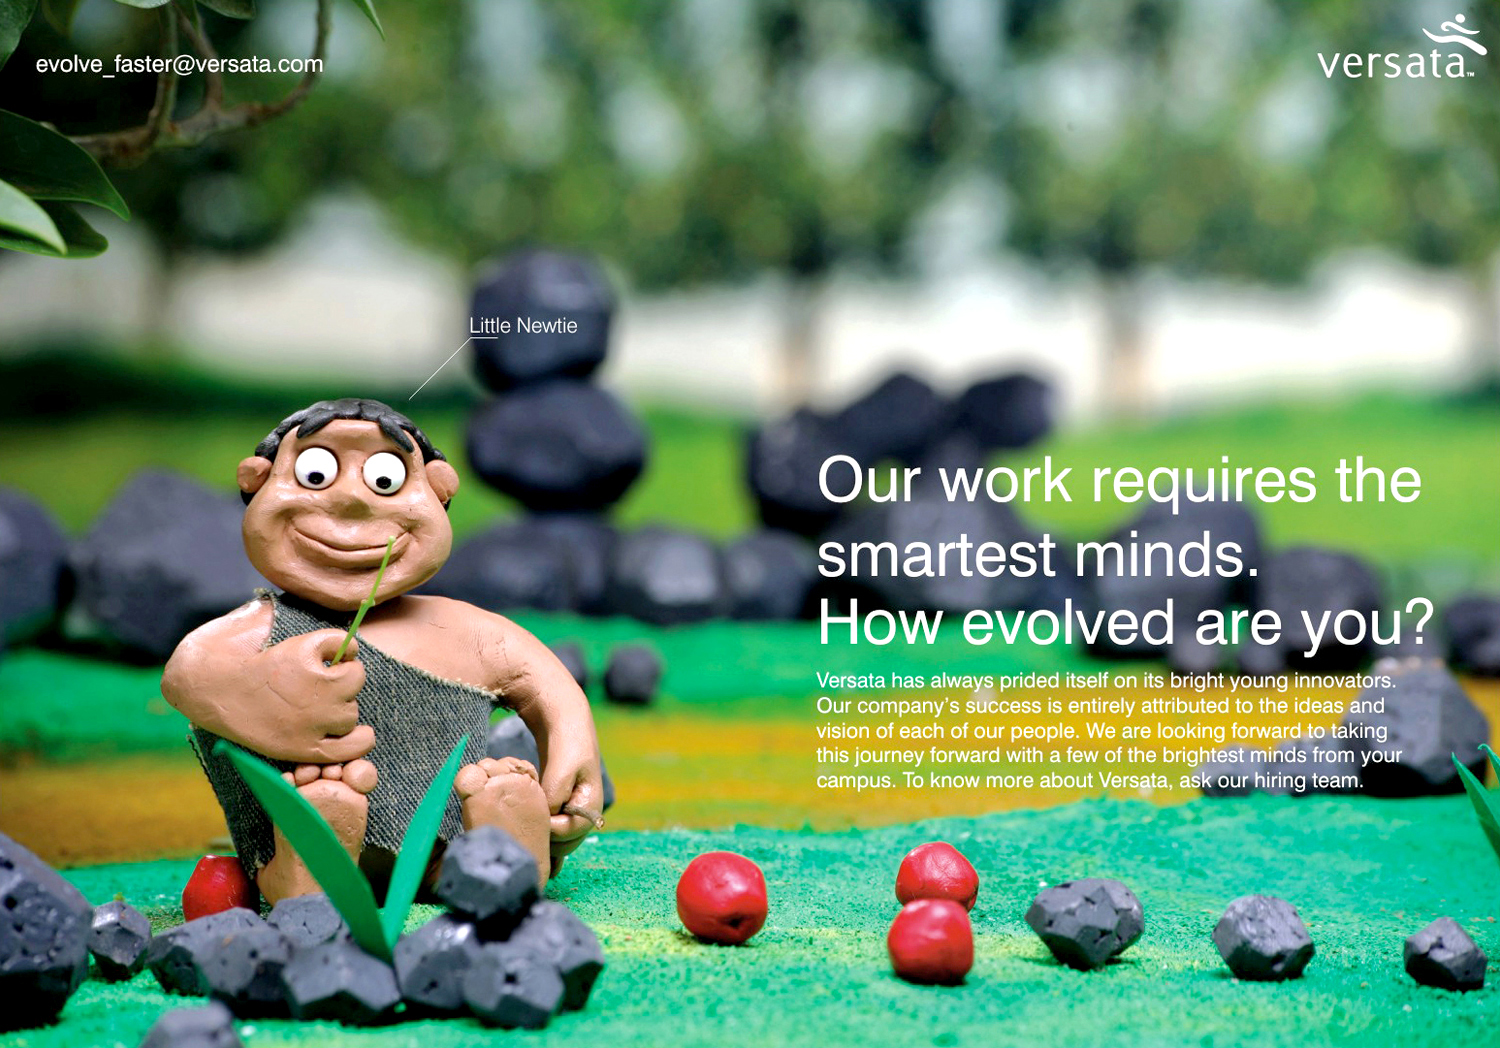 evolve_faster@versata.com
versata™
Little Newtie
Our work requires the
smartest minds.
How evolved are you?
Versata has always prided itself on its bright young innovators.
Our company's success is entirely attributed to the ideas and
vision of each of our people. We are looking forward to taking
this journey forward with a few of the brightest minds from your
campus. To know more about Versata, ask our hiring team.